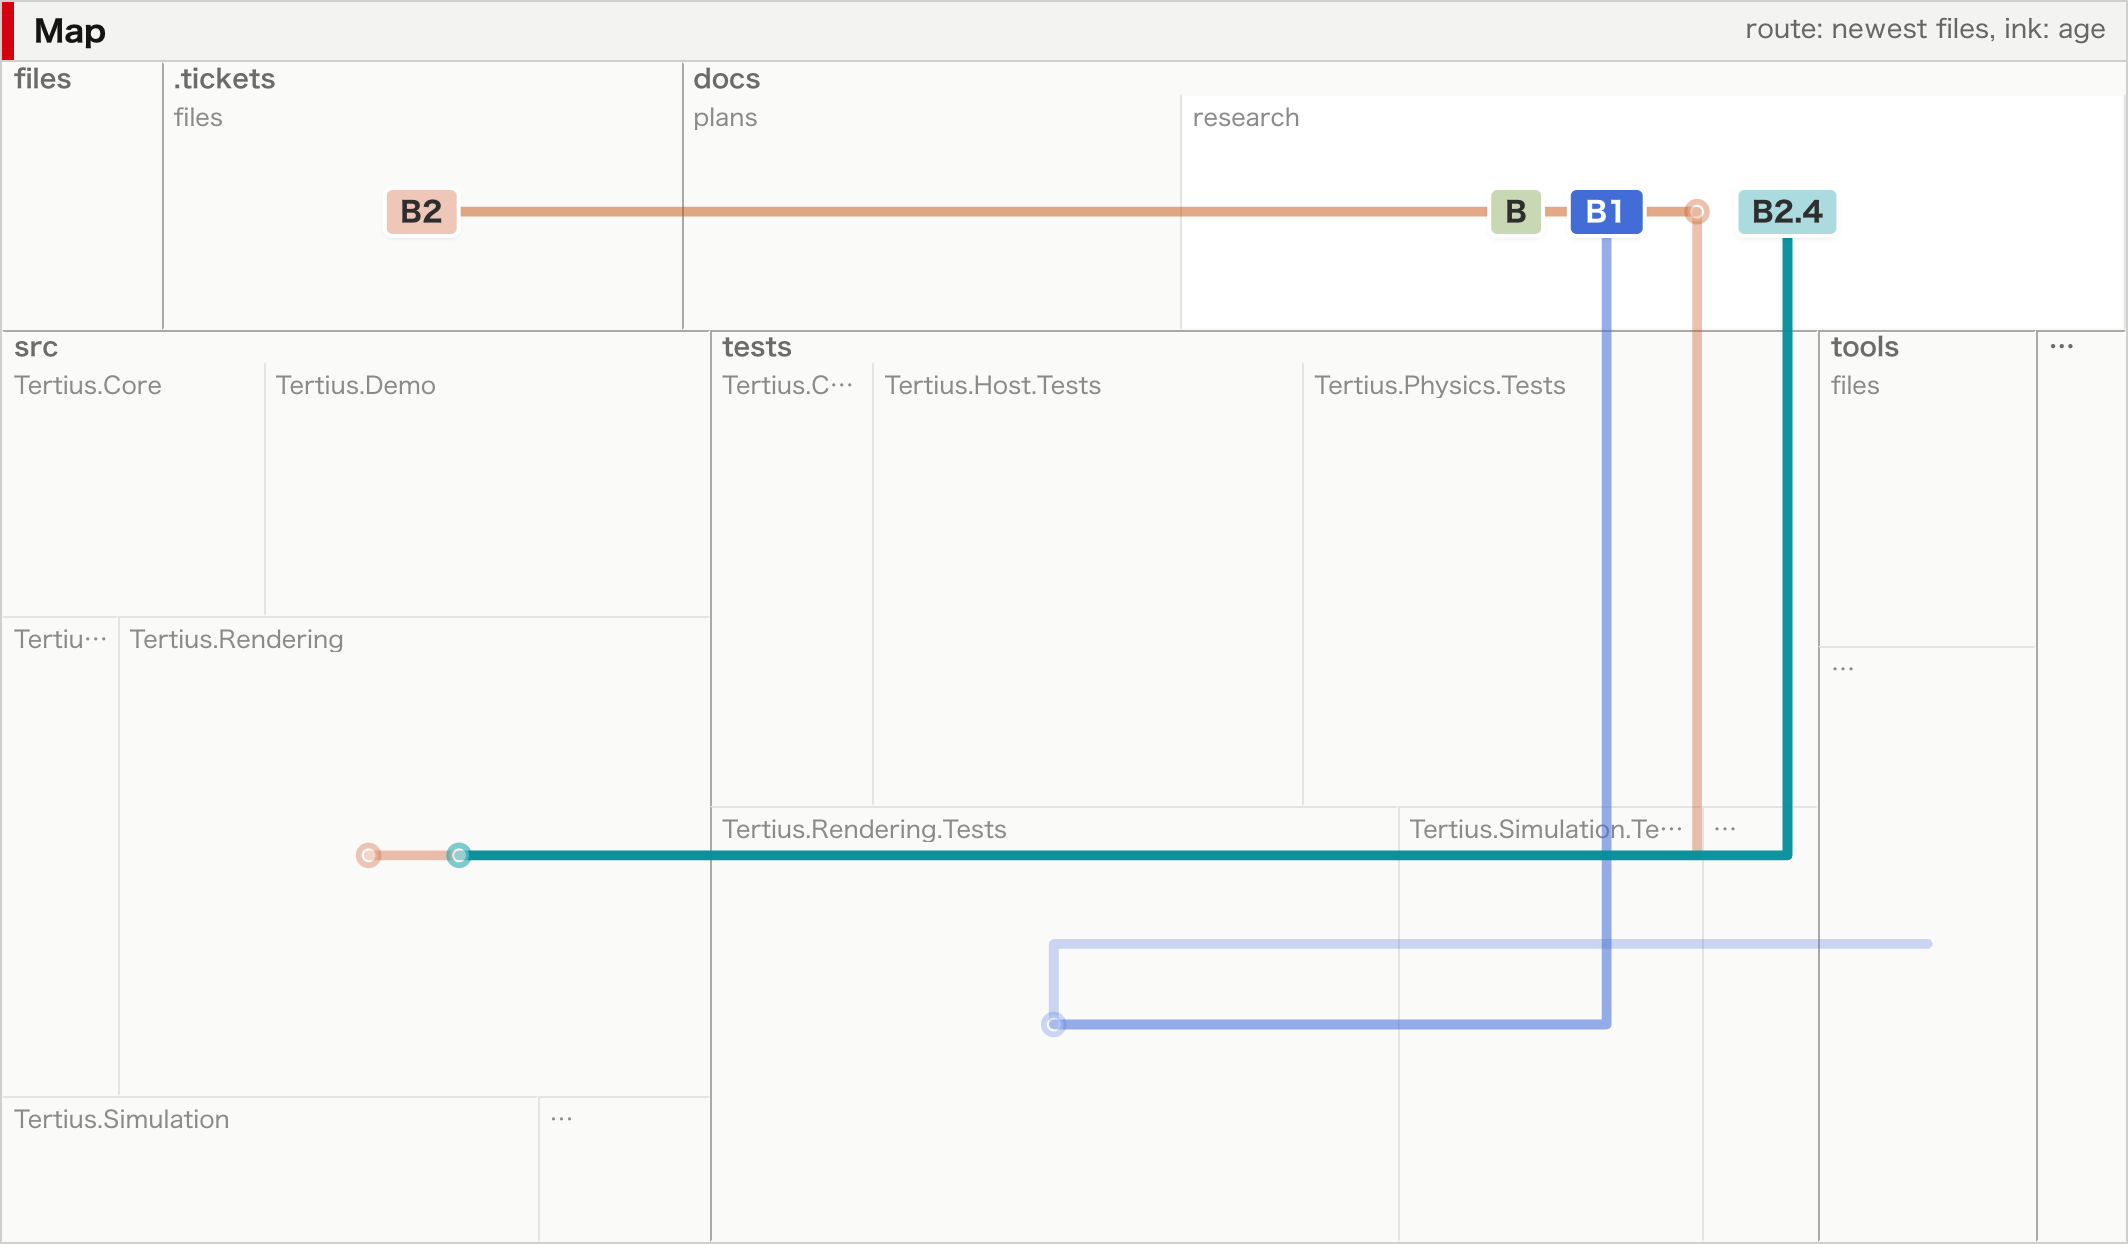 Map
route: newest files, ink: age
files
.tickets
docs
files
plans
research
B2
B
B1
B2.4
src
tests
tools
…
Tertius.Core
Tertius.Demo
Tertius.C…
Tertius.Host.Tests
Tertius.Physics.Tests
files
Tertiu…
Tertius.Rendering
…
Tertius.Rendering.Tests
Tertius.Simulation.Te…
…
Tertius.Simulation
…